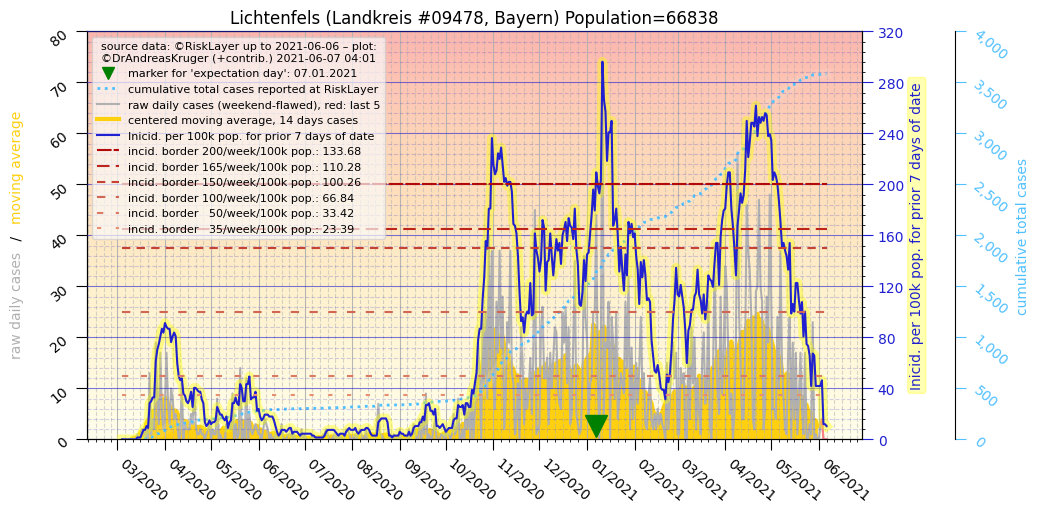 Lichtenfels (Landkreis #09478, Bayern) Population=66838
source data: ©RiskLayer up to 2021-06-06 – plot:
©DrAndreasKruger (+contrib.) 2021-06-07 04:01
marker for 'expectation day': 07.01.2021
cumulative total cases reported at RiskLayer
raw daily cases (weekend-flawed), red: last 5
centered moving average, 14 days cases
Inicid. per 100k pop. for prior 7 days of date
incid. border 200/week/100k pop.: 133.68
incid. border 165/week/100k pop.: 110.28
incid. border 150/week/100k pop.: 100.26
incid. border 100/week/100k pop.: 66.84
incid. border   50/week/100k pop.: 33.42
incid. border   35/week/100k pop.: 23.39
raw daily cases   /   moving average
80
70
60
50
40
30
20
10
0
03/2020
04/2020
05/2020
06/2020
07/2020
08/2020
09/2020
10/2020
11/2020
12/2020
01/2021
02/2021
03/2021
04/2021
05/2021
06/2021
320
280
240
200
160
120
80
40
0
Inicid. per 100k pop. for prior 7 days of date
4,000
3,500
3,000
2,500
2,000
1,500
1,000
500
0
cumulative total cases